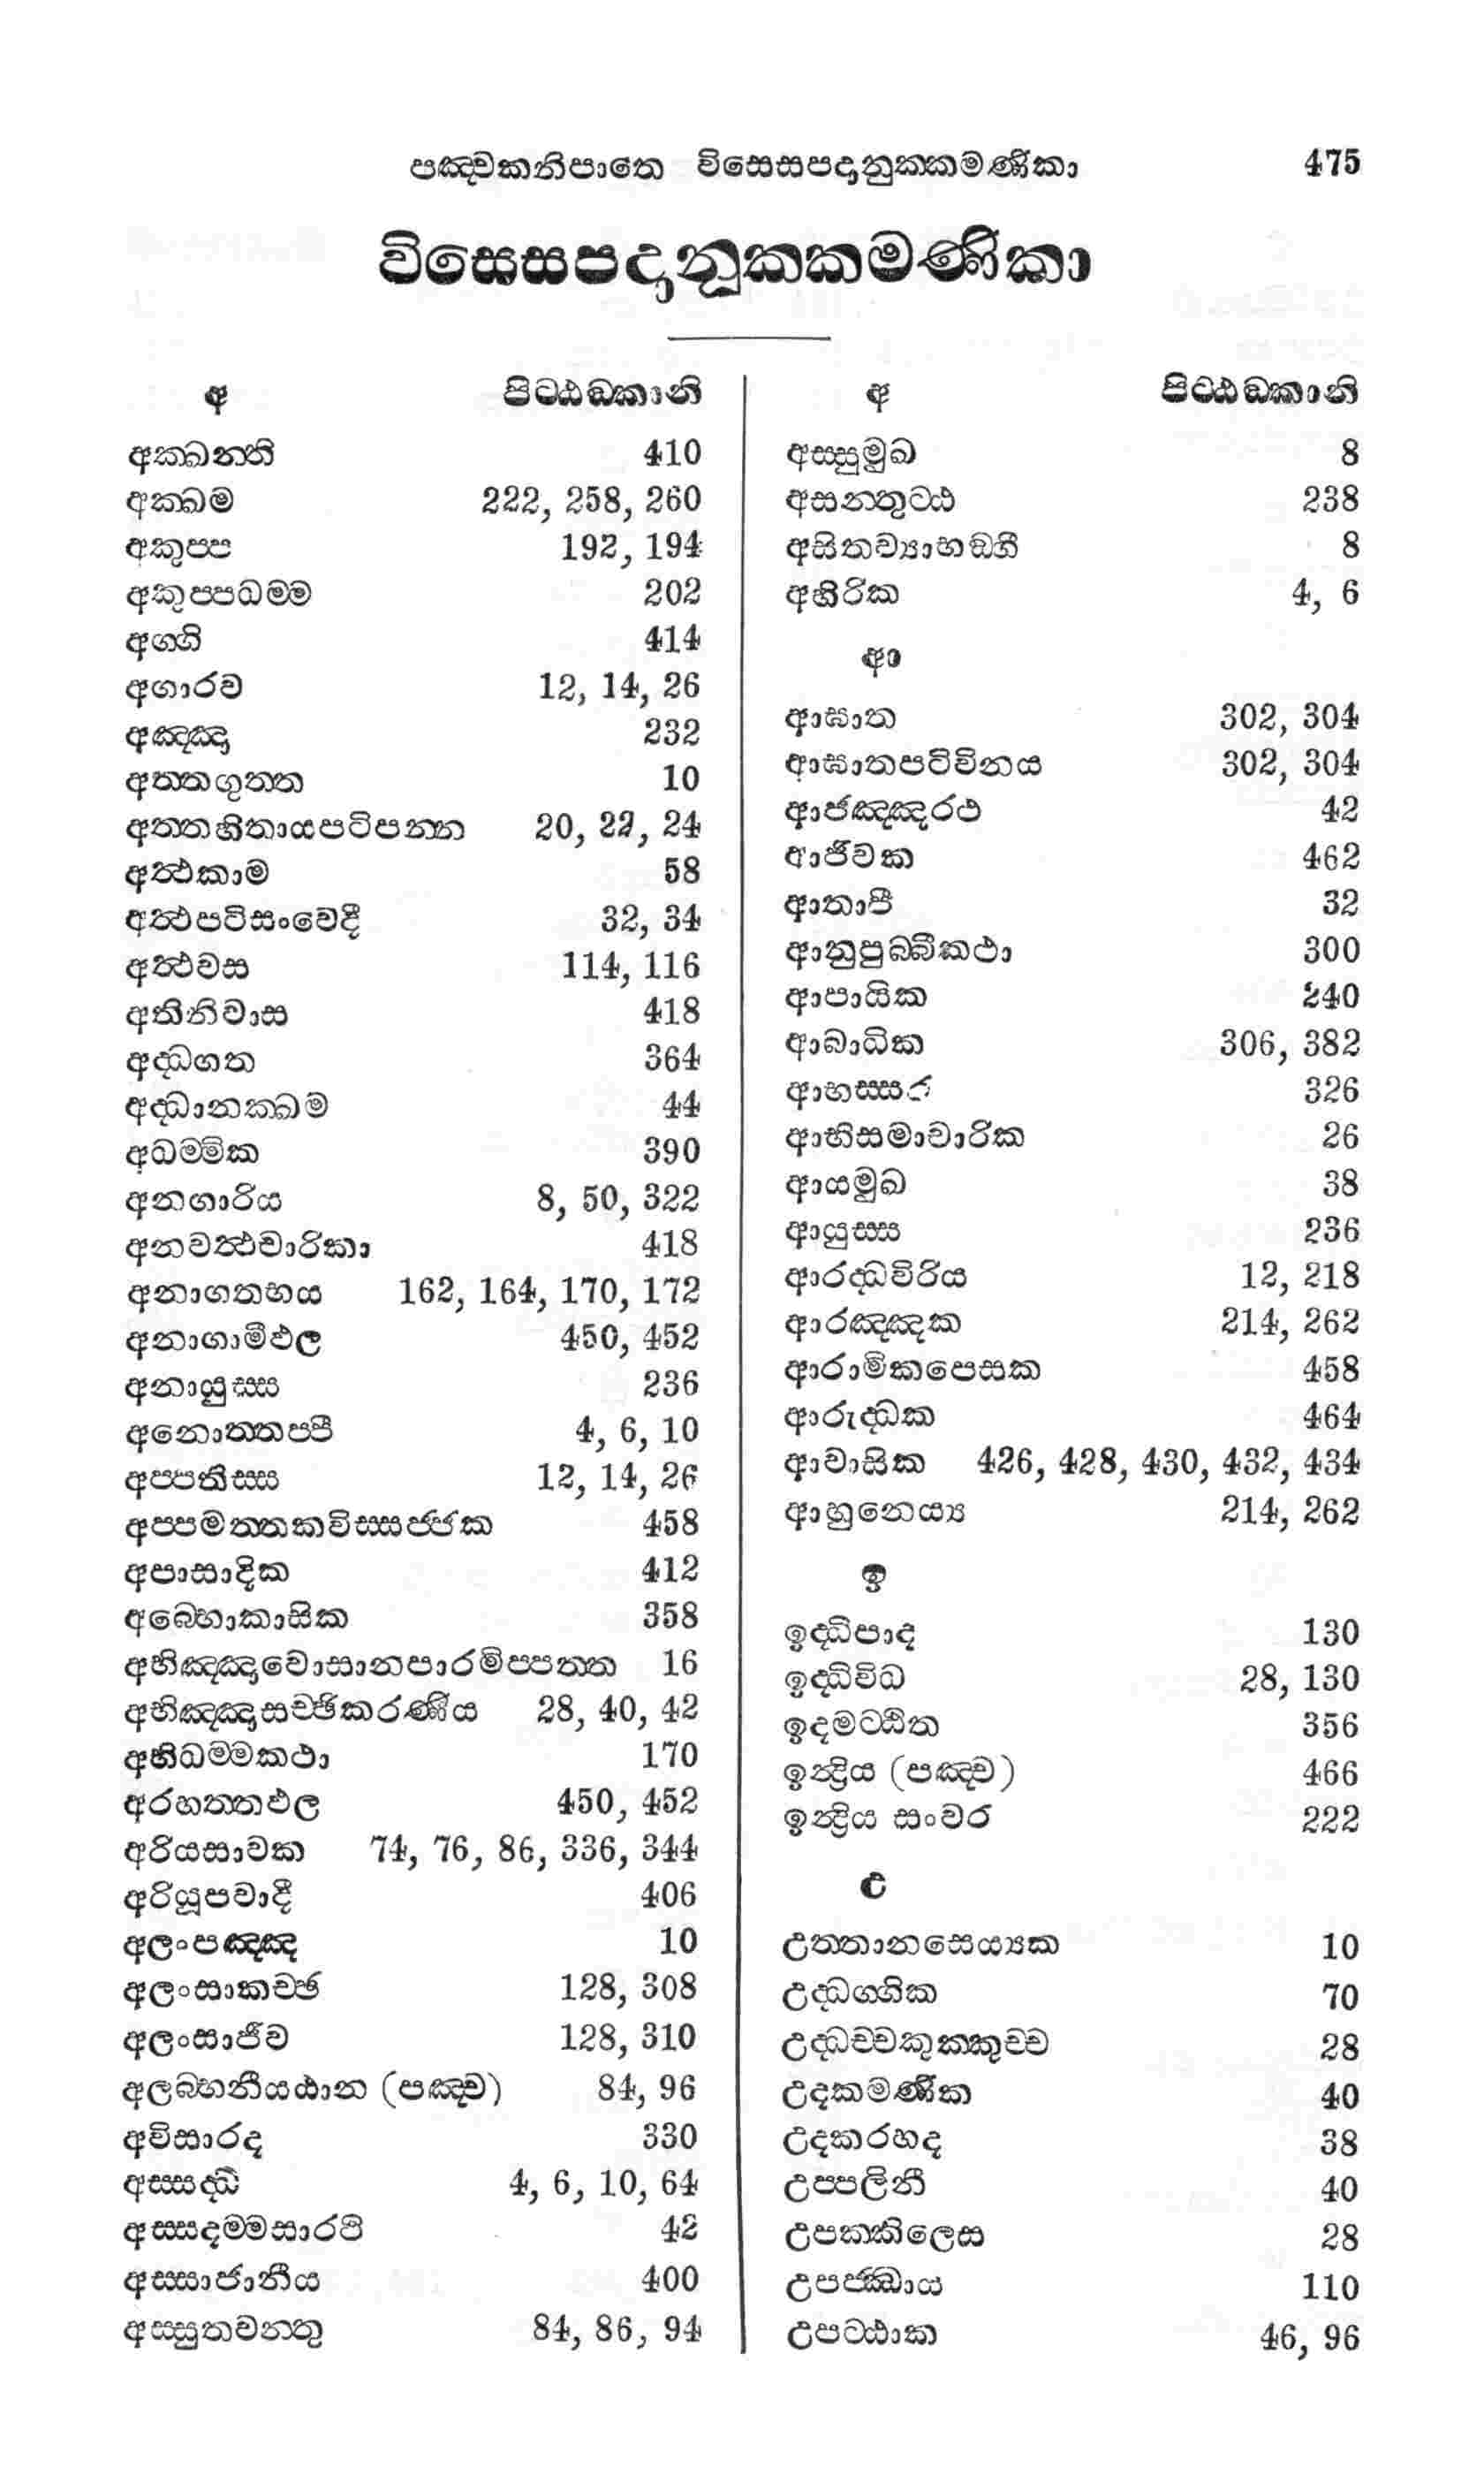 පඤ්චකනිපාතෙ විසෙසපදානුක්කමණිකා 475
විසෙසපදානූක්කමණිකා
අ පිට්ඨඞ්කානි
අක්ඛන්ති 410
අක්ඛම 222, 258, 260
අකුප්ප 192, 194
අකුප්පධම්ම 202
අග්ගි 414
අගාරව 12, 14, 26
අඤ්ඤා 232
අත්තගුත්ත 10
අත්තහිතායපටිපන්න 20, 22, 24
අත්ථකාම 58
අත්ථපටිසංවෙදී 32, 34
අත්ථවස 114, 116
අතිනිවාස 418
අද්ධගත 364
අද්ධානක්ඛම 44
අධම්මික 390
අනගාරිය 8, 50, 322
අනවත්ථචාරිකා 418
අනාගතභය 162, 164, 170, 172
අනාගාමීඵල 450, 452
අනායුස්ස 236
අනොත්තප්පී 4, 6, 10
අප්පතිස්ස 12, 14, 26
අප්පමත්තකවිස්සජ්ජක 458
අපාසාදික 412
අබ්භොකාසික 358
අභිඤ්ඤාවොසානපාරමිප්පත්ත 16
අභිඤ්ඤාසච්ඡිකරණීය 28, 40, 42
අභිධම්මකථා 170
අරහත්තඵල 450, 452
අරියසාවක 74, 76, 86, 336, 344
අරියූපවාදී 406
අලංපඤ්ඤ 10
අලංසාකච්ඡ 128, 308
අලංසාජීව 128, 310
අලබ්භනීයඨාන (පඤ්ච) 84, 96
අවිසාරද 330
අස්සද්ධ 4, 6, 10, 64
අස්සදම්මසාරථි 42
අස්සාජානීය 400
අස්සුතවන්තු 84, 86, 94
අ පිට්ඨඞ්කානි
අස්සුමුඛ 8
අසන්තුට්ඨ 238
අසිතව්‍යාභඞ්ගී 8
අහිරික 4, 6
ආ
ආඝාත 302, 304
ආඝාතපටිවිනය 302, 304
ආජඤ්ඤරථ 42
ආජීවක 462
ආතාපී 32
ආනුපුබ්බීකථා 300
ආපායික 240
ආබාධික 306, 382
ආභස්සර 326
ආභිසමාචාරික 26
ආයමුඛ 38
ආයුස්ස 236
ආරද්ධවිරිය 12, 218
ආරඤ්ඤක 214, 262
ආරාමිකපෙසක 458
ආරුද්ධක 464
ආවාසික 426, 428, 430, 432, 434
ආහුනෙය්‍ය 214, 262
ඉ
ඉද්ධිපාද 130
ඉද්ධිවිධ 28, 130
ඉදමට්ඨිත 356
ඉන්‍ද්‍රිය (පඤ්ච) 466
ඉන්‍ද්‍රිය සංවර 222
උ
උත්තානසෙය්‍යක 10
උද්ධග්ගික 70
උද්ධච්චකුක්කුච්ච 28
උදකමණික 40
උදකරහද 38
උප්පලිනී 40
උපක්කිලෙස 28
උපජ්ඣාය 110
උපට්ඨාක 46, 96